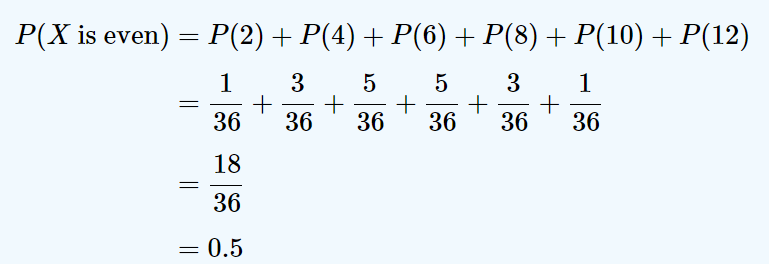 P(X is even) = P(2) + P(4) + P(6) + P(8) + P(10) + P(12)
= 1/36 + 3/36 + 5/36 + 5/36 + 3/36 + 1/36
= 18/36
= 0.5